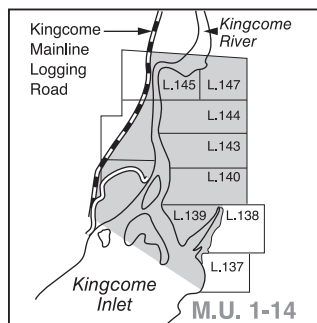 Kingcome
Mainline
Logging
Road
Kingcome
River
L.145
L.147
L.144
L.143
L.140
L.139
L.138
L.137
Kingcome
Inlet
M.U. 1-14